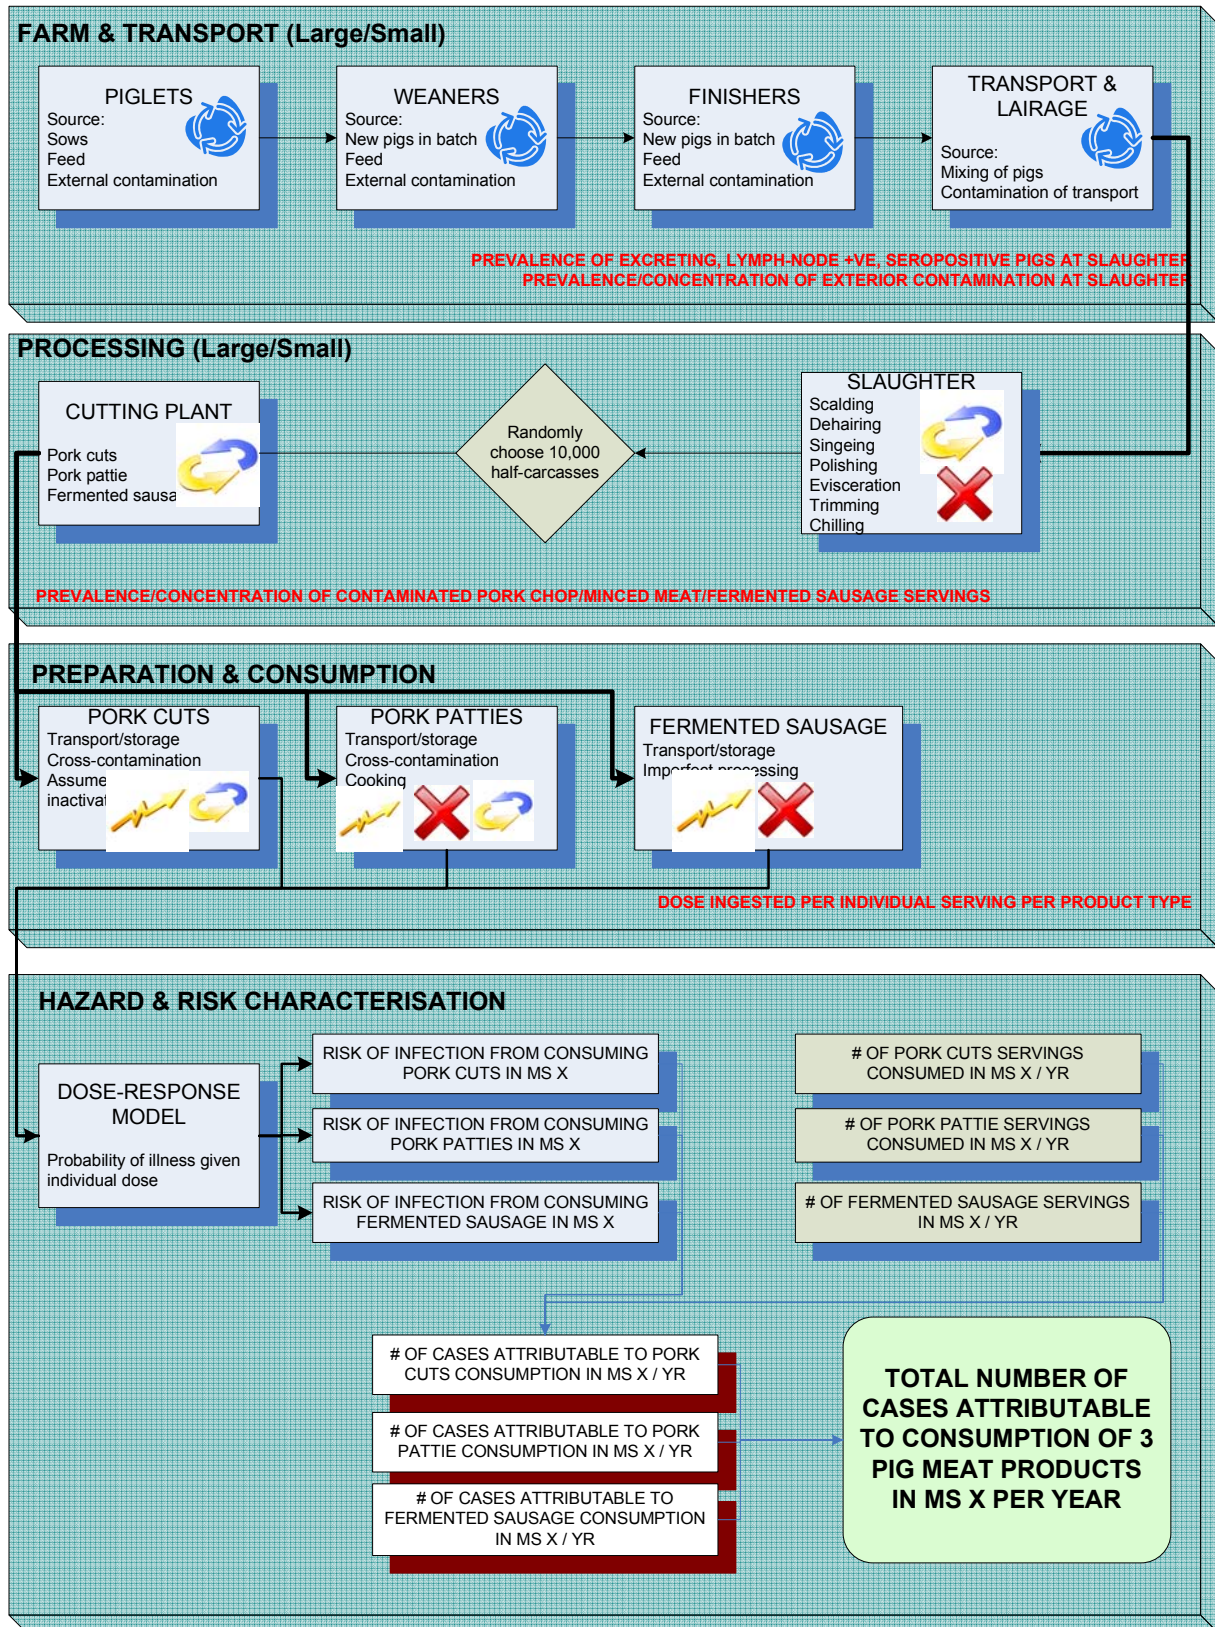 FARM & TRANSPORT (Large/Small)
PIGLETS
Source:
Sows
Feed
External contamination
WEANERS
Source:
New pigs in batch
Feed
External contamination
FINISHERS
Source:
New pigs in batch
Feed
External contamination
TRANSPORT &
LAIRAGE
Source:
Mixing of pigs
Contamination of transport
PREVALENCE OF EXCRETING, LYMPH-NODE +VE, SEROPOSITIVE PIGS AT SLAUGHTER
PREVALENCE/CONCENTRATION OF EXTERIOR CONTAMINATION AT SLAUGHTER
PROCESSING (Large/Small)
CUTTING PLANT
Pork cuts
Pork pattie
Fermented sausa
Randomly
choose 10,000
half-carcasses
SLAUGHTER
Scalding
Dehairing
Singeing
Polishing
Evisceration
Trimming
Chilling
PREVALENCE/CONCENTRATION OF CONTAMINATED PORK CHOP/MINCED MEAT/FERMENTED SAUSAGE SERVINGS
PREPARATION & CONSUMPTION
PORK CUTS
Transport/storage
Cross-contamination
Assume
inactivat
PORK PATTIES
Transport/storage
Cross-contamination
Cooking
FERMENTED SAUSAGE
Transport/storage
Imperfect processing
DOSE INGESTED PER INDIVIDUAL SERVING PER PRODUCT TYPE
HAZARD & RISK CHARACTERISATION
DOSE-RESPONSE
MODEL
Probability of illness given
individual dose
RISK OF INFECTION FROM CONSUMING
PORK CUTS IN MS X
RISK OF INFECTION FROM CONSUMING
PORK PATTIES IN MS X
RISK OF INFECTION FROM CONSUMING
FERMENTED SAUSAGE IN MS X
# OF PORK CUTS SERVINGS
CONSUMED IN MS X / YR
# OF PORK PATTIE SERVINGS
CONSUMED IN MS X / YR
# OF FERMENTED SAUSAGE SERVINGS
IN MS X / YR
# OF CASES ATTRIBUTABLE TO PORK
CUTS CONSUMPTION IN MS X / YR
# OF CASES ATTRIBUTABLE TO PORK
PATTIE CONSUMPTION IN MS X / YR
# OF CASES ATTRIBUTABLE TO
FERMENTED SAUSAGE CONSUMPTION
IN MS X / YR
TOTAL NUMBER OF
CASES ATTRIBUTABLE
TO CONSUMPTION OF 3
PIG MEAT PRODUCTS
IN MS X PER YEAR